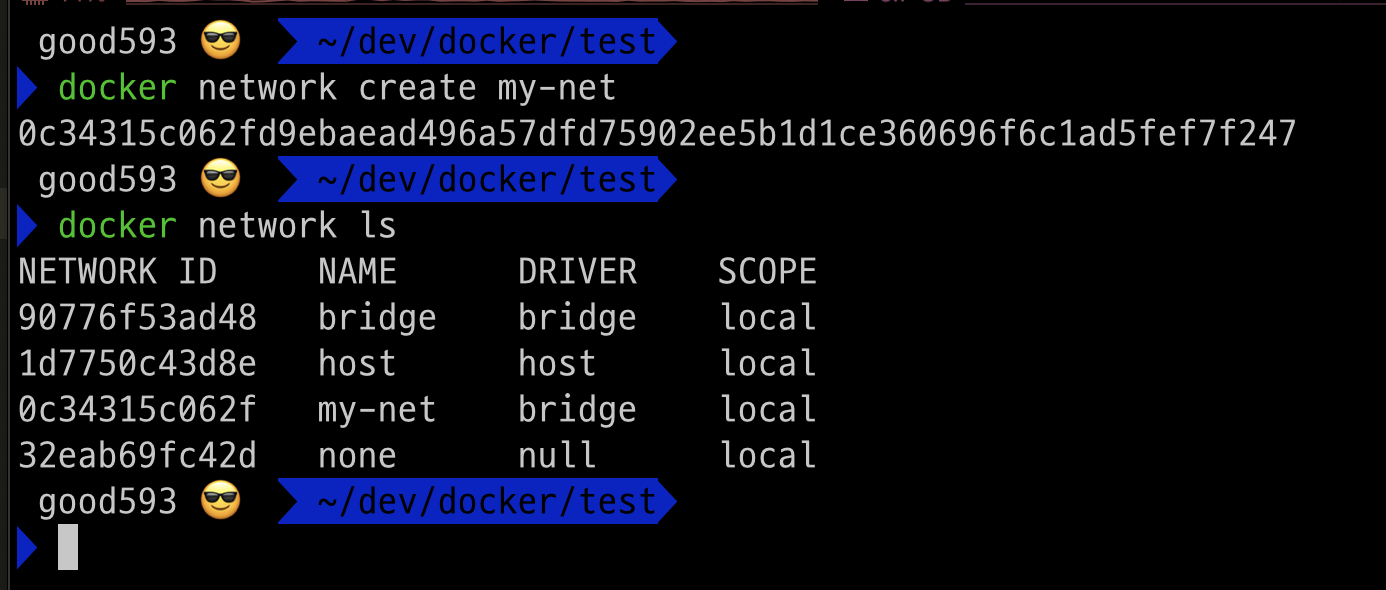 good593 😎 ~/dev/docker/test
docker network create my-net
0c34315c062fd9ebaead496a57dfd75902ee5b1d1ce360696f6c1ad5fef7f247
good593 😎 ~/dev/docker/test
docker network ls
NETWORK ID NAME DRIVER SCOPE
90776f53ad48 bridge bridge local
1d7750c43d8e host host local
0c34315c062f my-net bridge local
32eab69fc42d none null local
good593 😎 ~/dev/docker/test